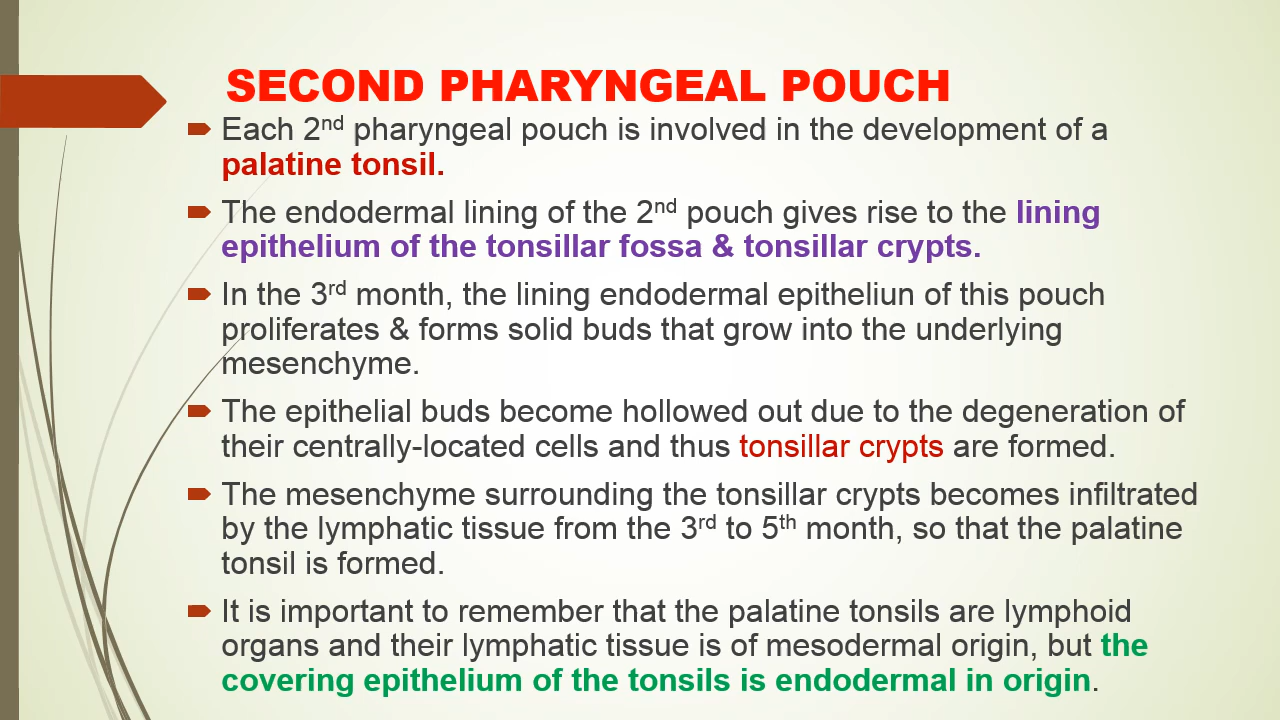 SECOND PHARYNGEAL POUCH
Each 2nd pharyngeal pouch is involved in the development of a
palatine tonsil.
The endodermal lining of the 2nd pouch gives rise to the lining
epithelium of the tonsillar fossa & tonsillar crypts.
In the 3rd month, the lining endodermal epitheliun of this pouch
proliferates & forms solid buds that grow into the underlying
mesenchyme.
The epithelial buds become hollowed out due to the degeneration of
their centrally-located cells and thus tonsillar crypts are formed.
The mesenchyme surrounding the tonsillar crypts becomes infiltrated
by the lymphatic tissue from the 3rd to 5th month, so that the palatine
tonsil is formed.
It is important to remember that the palatine tonsils are lymphoid
organs and their lymphatic tissue is of mesodermal origin, but the
covering epithelium of the tonsils is endodermal in origin.